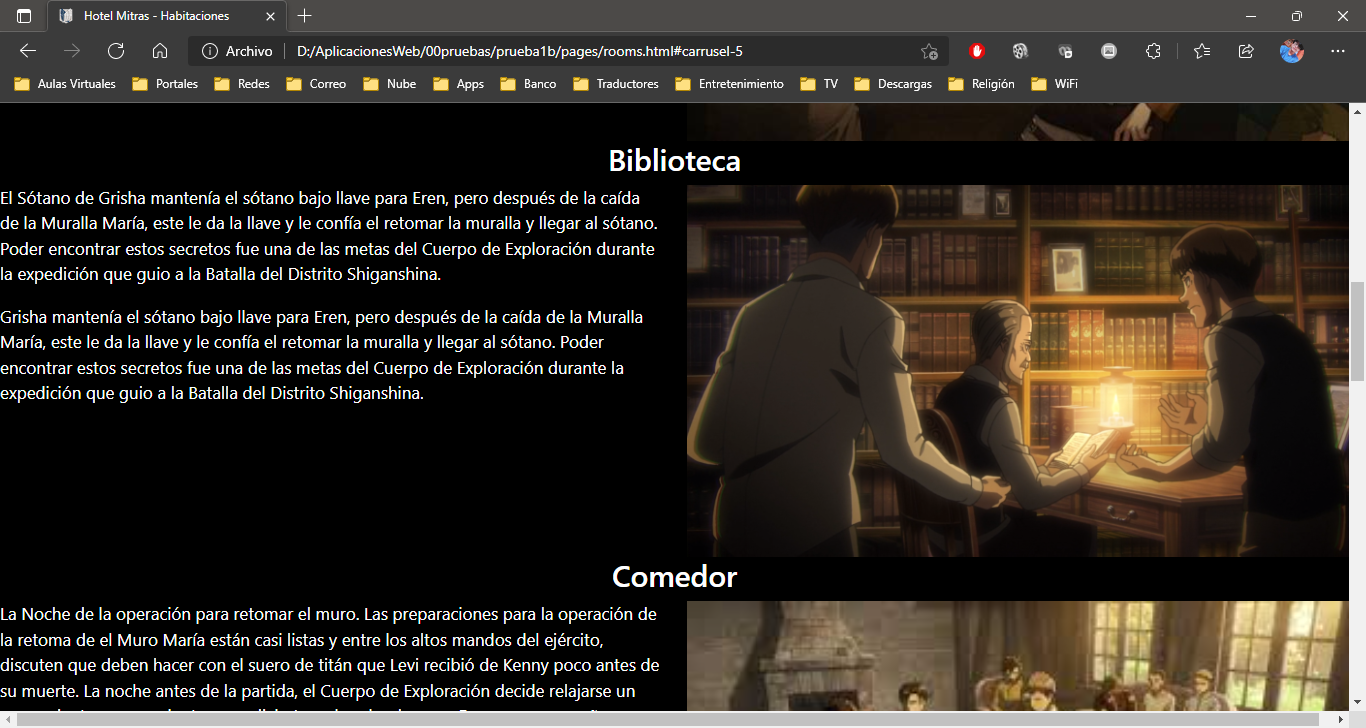 Hotel Mitras - Habitaciones
Archivo
D:/AplicacionesWeb/00pruebas/prueba1b/pages/rooms.html#carrusel-5
Aulas Virtuales
Portales
Redes
Correo
Nube
Apps
Banco
Traductores
Entretenimiento
TV
Descargas
Religión
WiFi
Biblioteca
El Sótano de Grisha mantenía el sótano bajo llave para Eren, pero después de la caída
de la Muralla María, este le da la llave y le confía el retomar la muralla y llegar al sótano.
Poder encontrar estos secretos fue una de las metas del Cuerpo de Exploración durante
la expedición que guio a la Batalla del Distrito Shiganshina.
Grisha mantenía el sótano bajo llave para Eren, pero después de la caída de la Muralla
María, este le da la llave y le confía el retomar la muralla y llegar al sótano. Poder
encontrar estos secretos fue una de las metas del Cuerpo de Exploración durante la
expedición que guio a la Batalla del Distrito Shiganshina.
Comedor
La Noche de la operación para retomar el muro. Las preparaciones para la operación de
la retoma de el Muro María están casi listas y entre los altos mandos del ejército,
discuten que deben hacer con el suero de titán que Levi recibió de Kenny poco antes de
su muerte. La noche antes de la partida, el Cuerpo de Exploración decide relajarse un